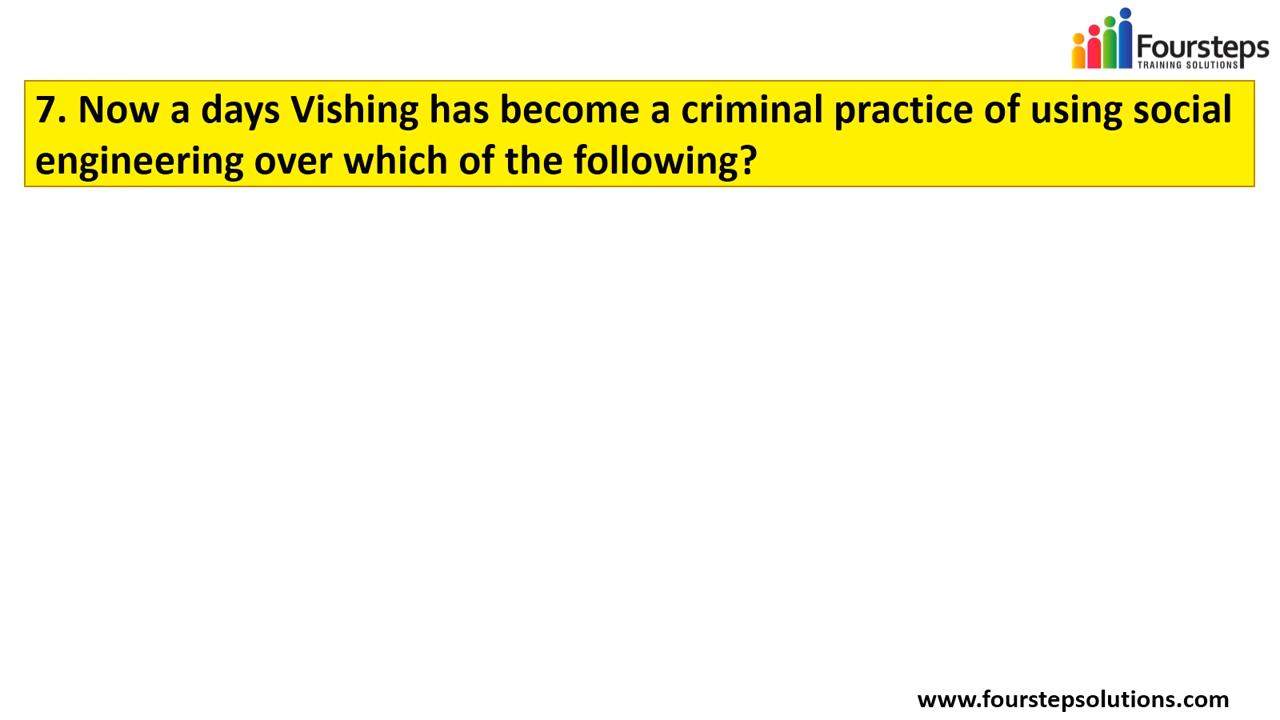 Foursteps
TRAINING SOLUTIONS
7. Now a days Vishing has become a criminal practice of using social
engineering over which of the following?
www.fourstepsolutions.com